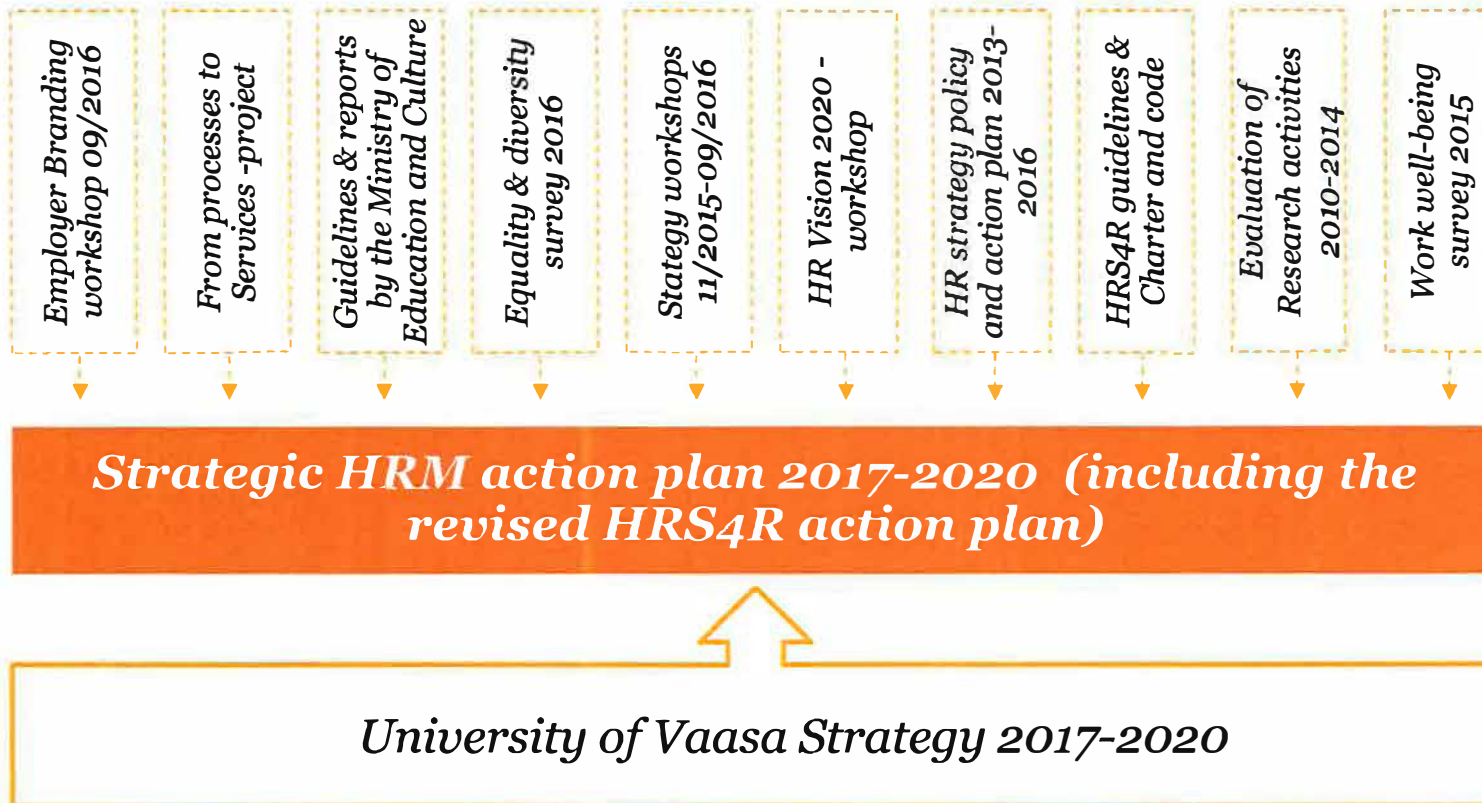 Employer Branding
workshop 09/2016
From processes to
Services -project
Guidelines & reports
by the Ministry of
Education and Culture
Equality & diversity
survey 2016
Stategy workshops
11/2015-09/2016
HR Vision 2020 -
workshop
HR strategy policy
and action plan 2013-
2016
HRS4R guidelines &
Charter and code
Evaluation of
Research activities
2010-2014
Work well-being
survey 2015
Strategic HRM action plan 2017-2020 (including the
revised HRS4R action plan)
University of Vaasa Strategy 2017-2020